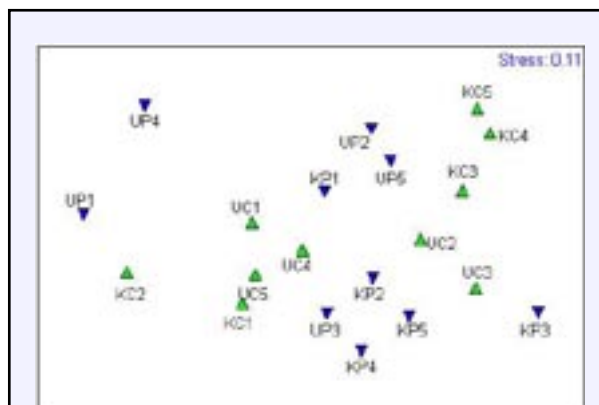 Stress: 0.11
UP4
KC5
KC4
UP2
UP5
KP1
KC3
UP1
UC1
UC2
UC4
KC2
UC5
KP2
UC3
KC1
UP3
KP5
KP3
KP4